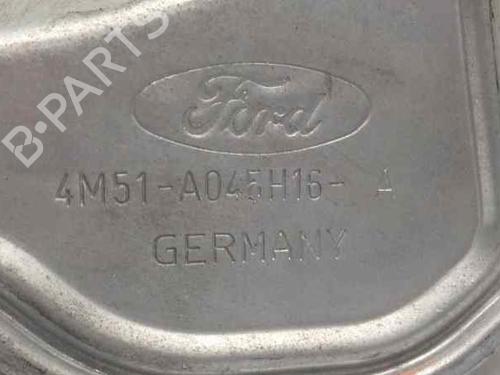 B-PARTS
Ford
4M51-A045H16- A
GERMANY